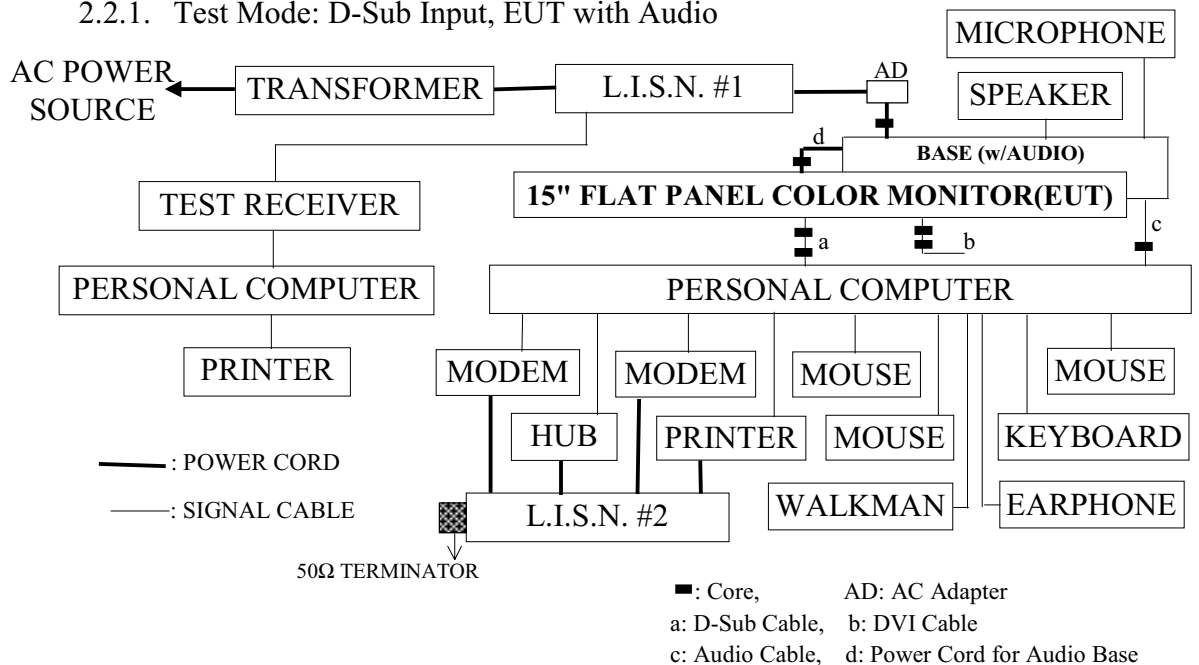 2.2.1. Test Mode: D-Sub Input, EUT with Audio
MICROPHONE
AC POWER
SOURCE
TRANSFORMER
L.I.S.N. #1
AD
SPEAKER
d
BASE (w/AUDIO)
15" FLAT PANEL COLOR MONITOR(EUT)
TEST RECEIVER
a
b
c
PERSONAL COMPUTER
PERSONAL COMPUTER
PRINTER
MODEM
MODEM
MOUSE
MOUSE
HUB
PRINTER
MOUSE
KEYBOARD
: POWER CORD
: SIGNAL CABLE
L.I.S.N. #2
WALKMAN
EARPHONE
50Ω TERMINATOR
: Core, AD: AC Adapter
a: D-Sub Cable, b: DVI Cable
c: Audio Cable, d: Power Cord for Audio Base